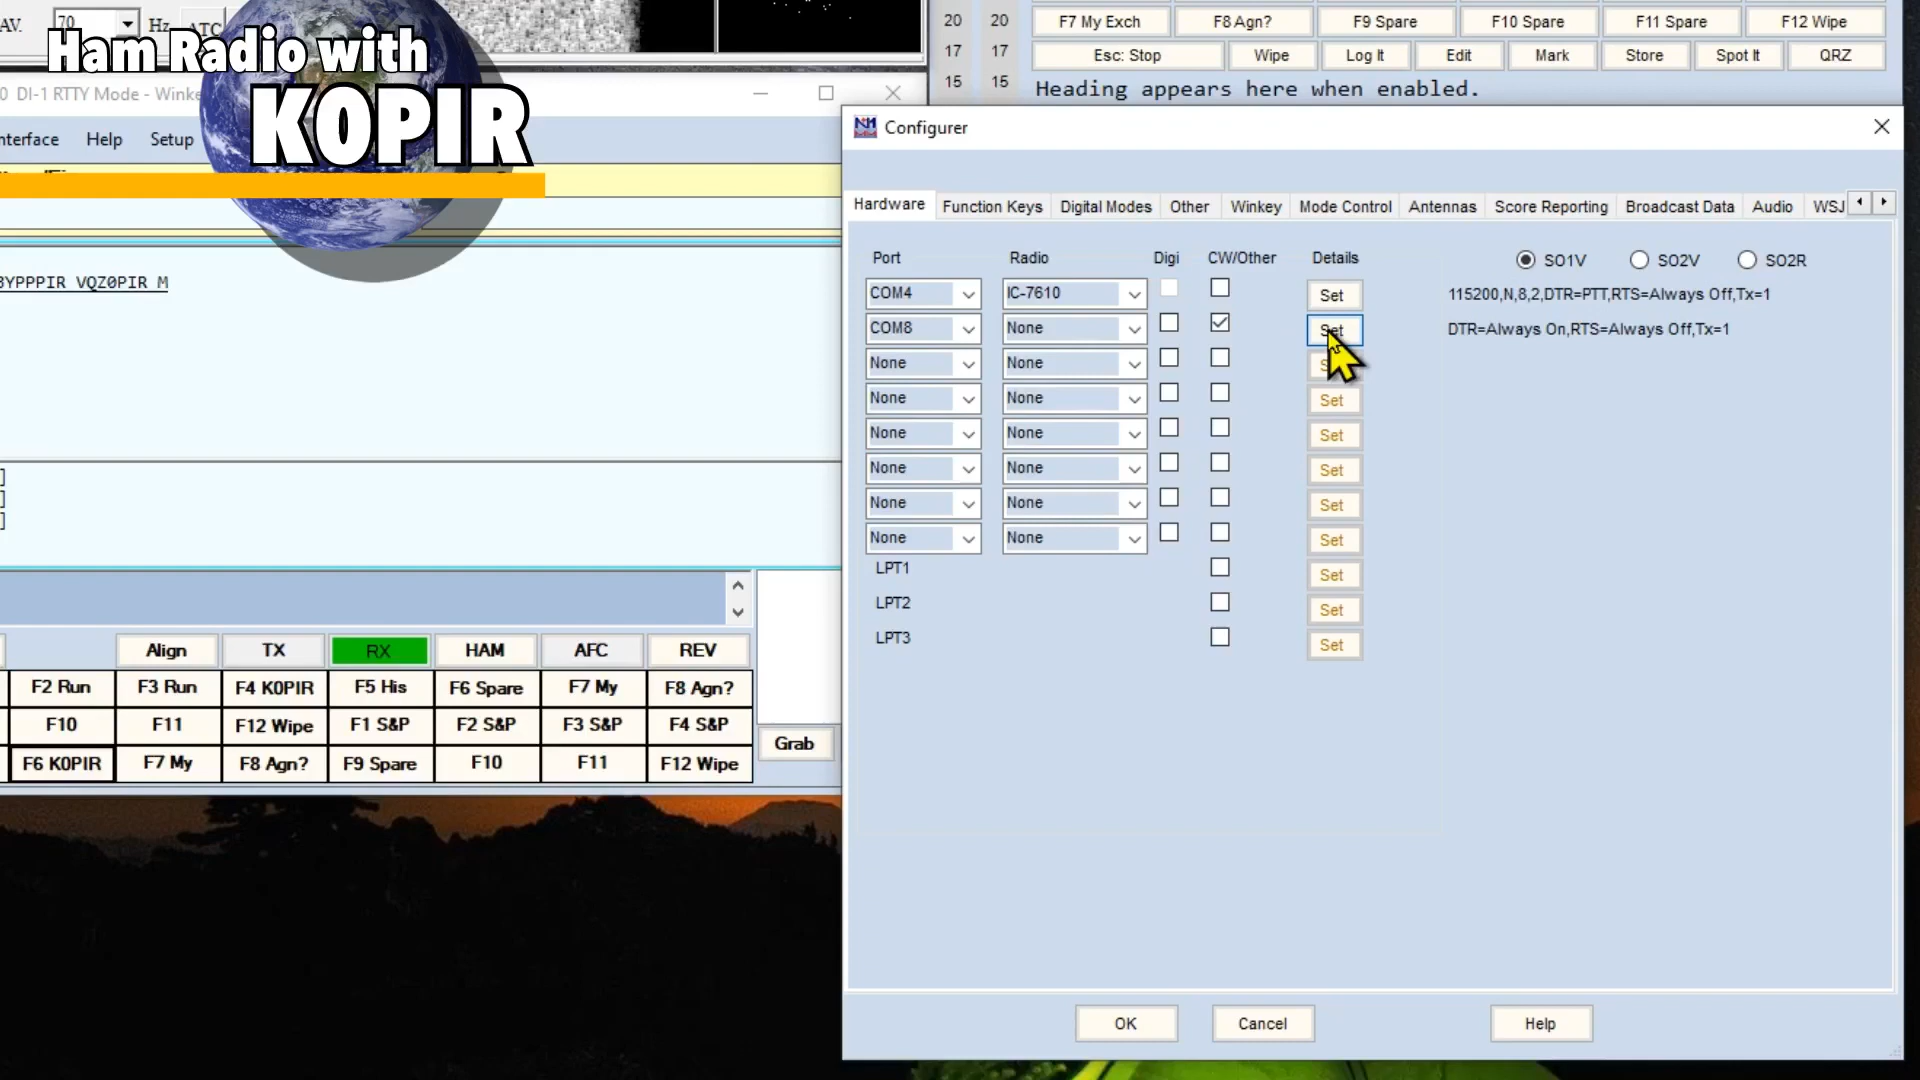 AV.
70
Hz
ATC
Ham Radio with
K0PIR
0 DI-1 RTTY Mode - Winke
nterface Help Setup
3YPPPIR VQZ0PIR M
]
]
]
Align TX RX HAM AFC REV
F2 Run F3 Run F4 K0PIR F5 His F6 Spare F7 My F8 Agn?
F10 F11 F12 Wipe F1 S&P F2 S&P F3 S&P F4 S&P
F6 K0PIR F7 My F8 Agn? F9 Spare F10 F11 F12 Wipe
Grab
20 20 F7 My Exch F8 Agn? F9 Spare F10 Spare F11 Spare F12 Wipe
17 17 Esc: Stop Wipe Log It Edit Mark Store Spot It QRZ
15 15 Heading appears here when enabled.
Configurer
Hardware Function Keys Digital Modes Other Winkey Mode Control Antennas Score Reporting Broadcast Data Audio WSJ
Port Radio Digi CW/Other Details SO1V SO2V SO2R
COM4 IC-7610 Set 115200,N,8,2,DTR=PTT,RTS=Always Off,Tx=1
COM8 None Set DTR=Always On,RTS=Always Off,Tx=1
None None
None None Set
None None Set
None None Set
None None Set
None None Set
LPT1 Set
LPT2 Set
LPT3 Set
OK Cancel Help